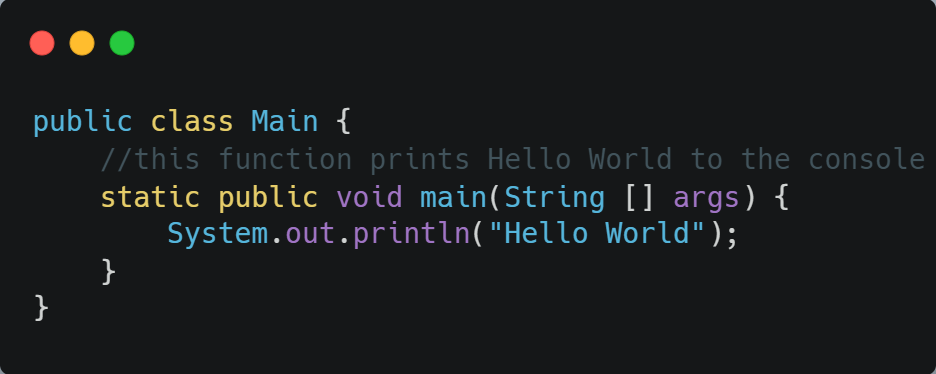 public class Main {
    //this function prints Hello World to the console
    static public void main(String [] args) {
        System.out.println("Hello World");
    }
}